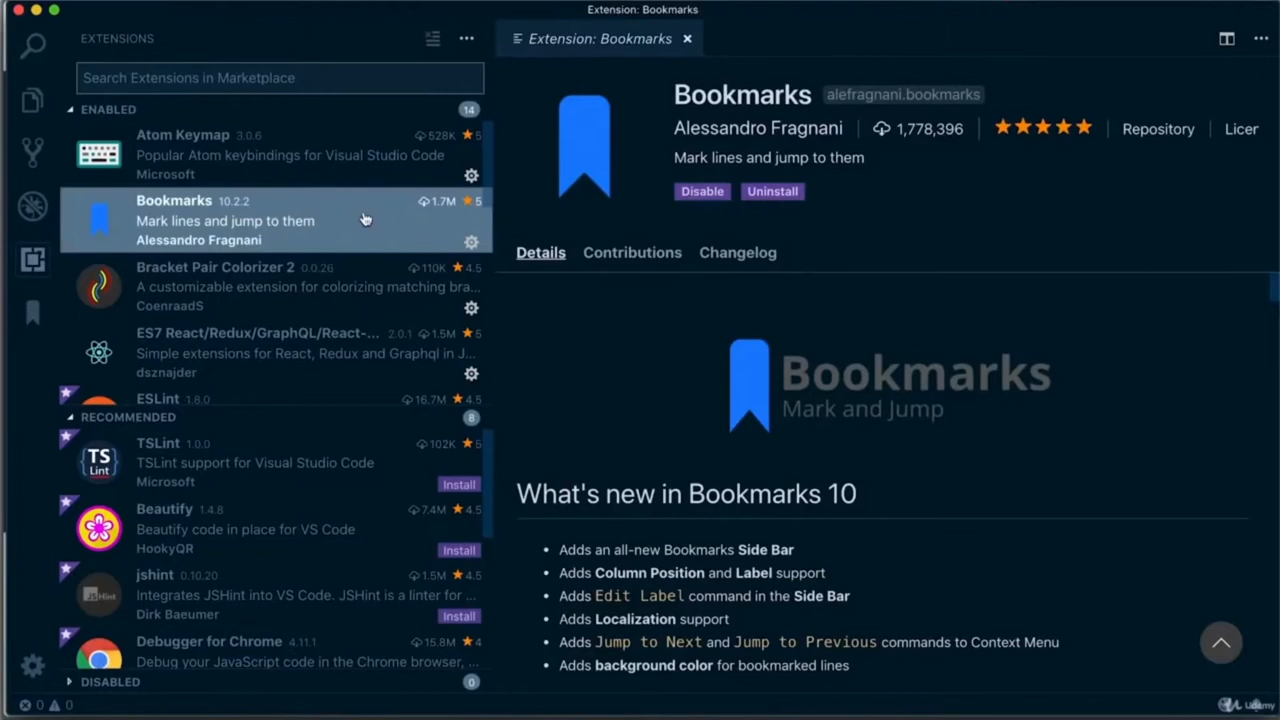 Extension: Bookmarks
EXTENSIONS
Search Extensions in Marketplace
ENABLED 14
Atom Keymap 3.0.6 528K ★5
Popular Atom keybindings for Visual Studio Code
Microsoft
Bookmarks 10.2.2 1.7M ★5
Mark lines and jump to them
Alessandro Fragnani
Bracket Pair Colorizer 2 0.0.26 110K ★4.5
A customizable extension for colorizing matching bra...
CoenraadS
ES7 React/Redux/GraphQL/React-... 2.0.1 1.5M ★5
Simple extensions for React, Redux and Graphql in J...
dsznajder
ESLint 1.8.0 16.7M ★4.5
RECOMMENDED 8
TSLint 1.0.0 102K ★5
TS
Lint
TSLint support for Visual Studio Code
Microsoft
Install
Beautify 1.4.8 7.4M ★4.5
Beautify code in place for VS Code
HookyQR
Install
jshint 0.10.20 1.5M ★4.5
JSHint
Integrates JSHint into VS Code. JSHint is a linter for ...
Dirk Baeumer
Install
Debugger for Chrome 4.11.1 15.8M ★4
Debug your JavaScript code in the Chrome browser, ...
DISABLED 0
0 0
Extension: Bookmarks ×
Bookmarks alefragnani.bookmarks
Alessandro Fragnani 1,778,396 ★★★★★ Repository Licer
Mark lines and jump to them
Disable Uninstall
Details Contributions Changelog
Bookmarks
Mark and Jump
What's new in Bookmarks 10
• Adds an all-new Bookmarks Side Bar
• Adds Column Position and Label support
• Adds Edit Label command in the Side Bar
• Adds Localization support
• Adds Jump to Next and Jump to Previous commands to Context Menu
• Adds background color for bookmarked lines
Udemy